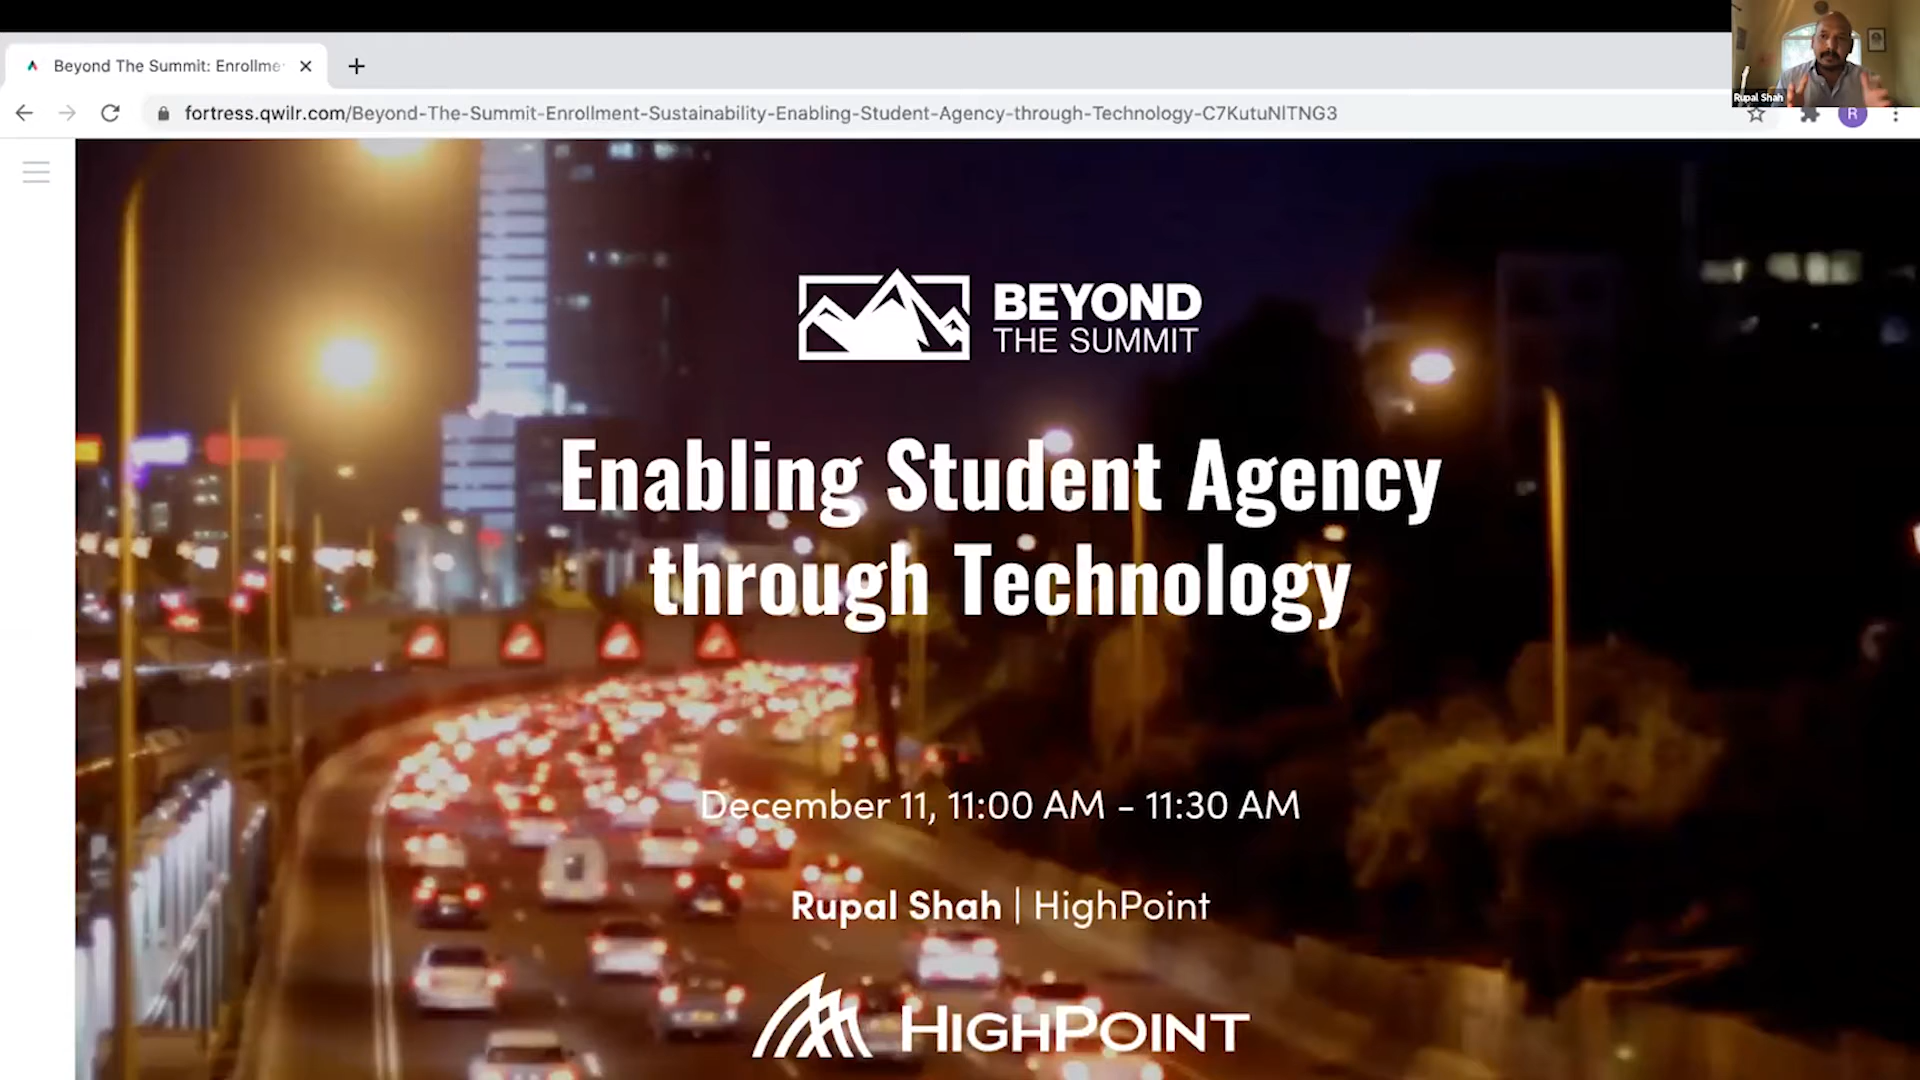 Beyond The Summit: Enrollme
fortress.qwilr.com/Beyond-The-Summit-Enrollment-Sustainability-Enabling-Student-Agency-through-Technology-C7KutuNlTNG3
R
Rupal Shah
BEYOND
THE SUMMIT
Enabling Student Agency
through Technology
December 11, 11:00 AM - 11:30 AM
Rupal Shah | HighPoint
HIGHPOINT